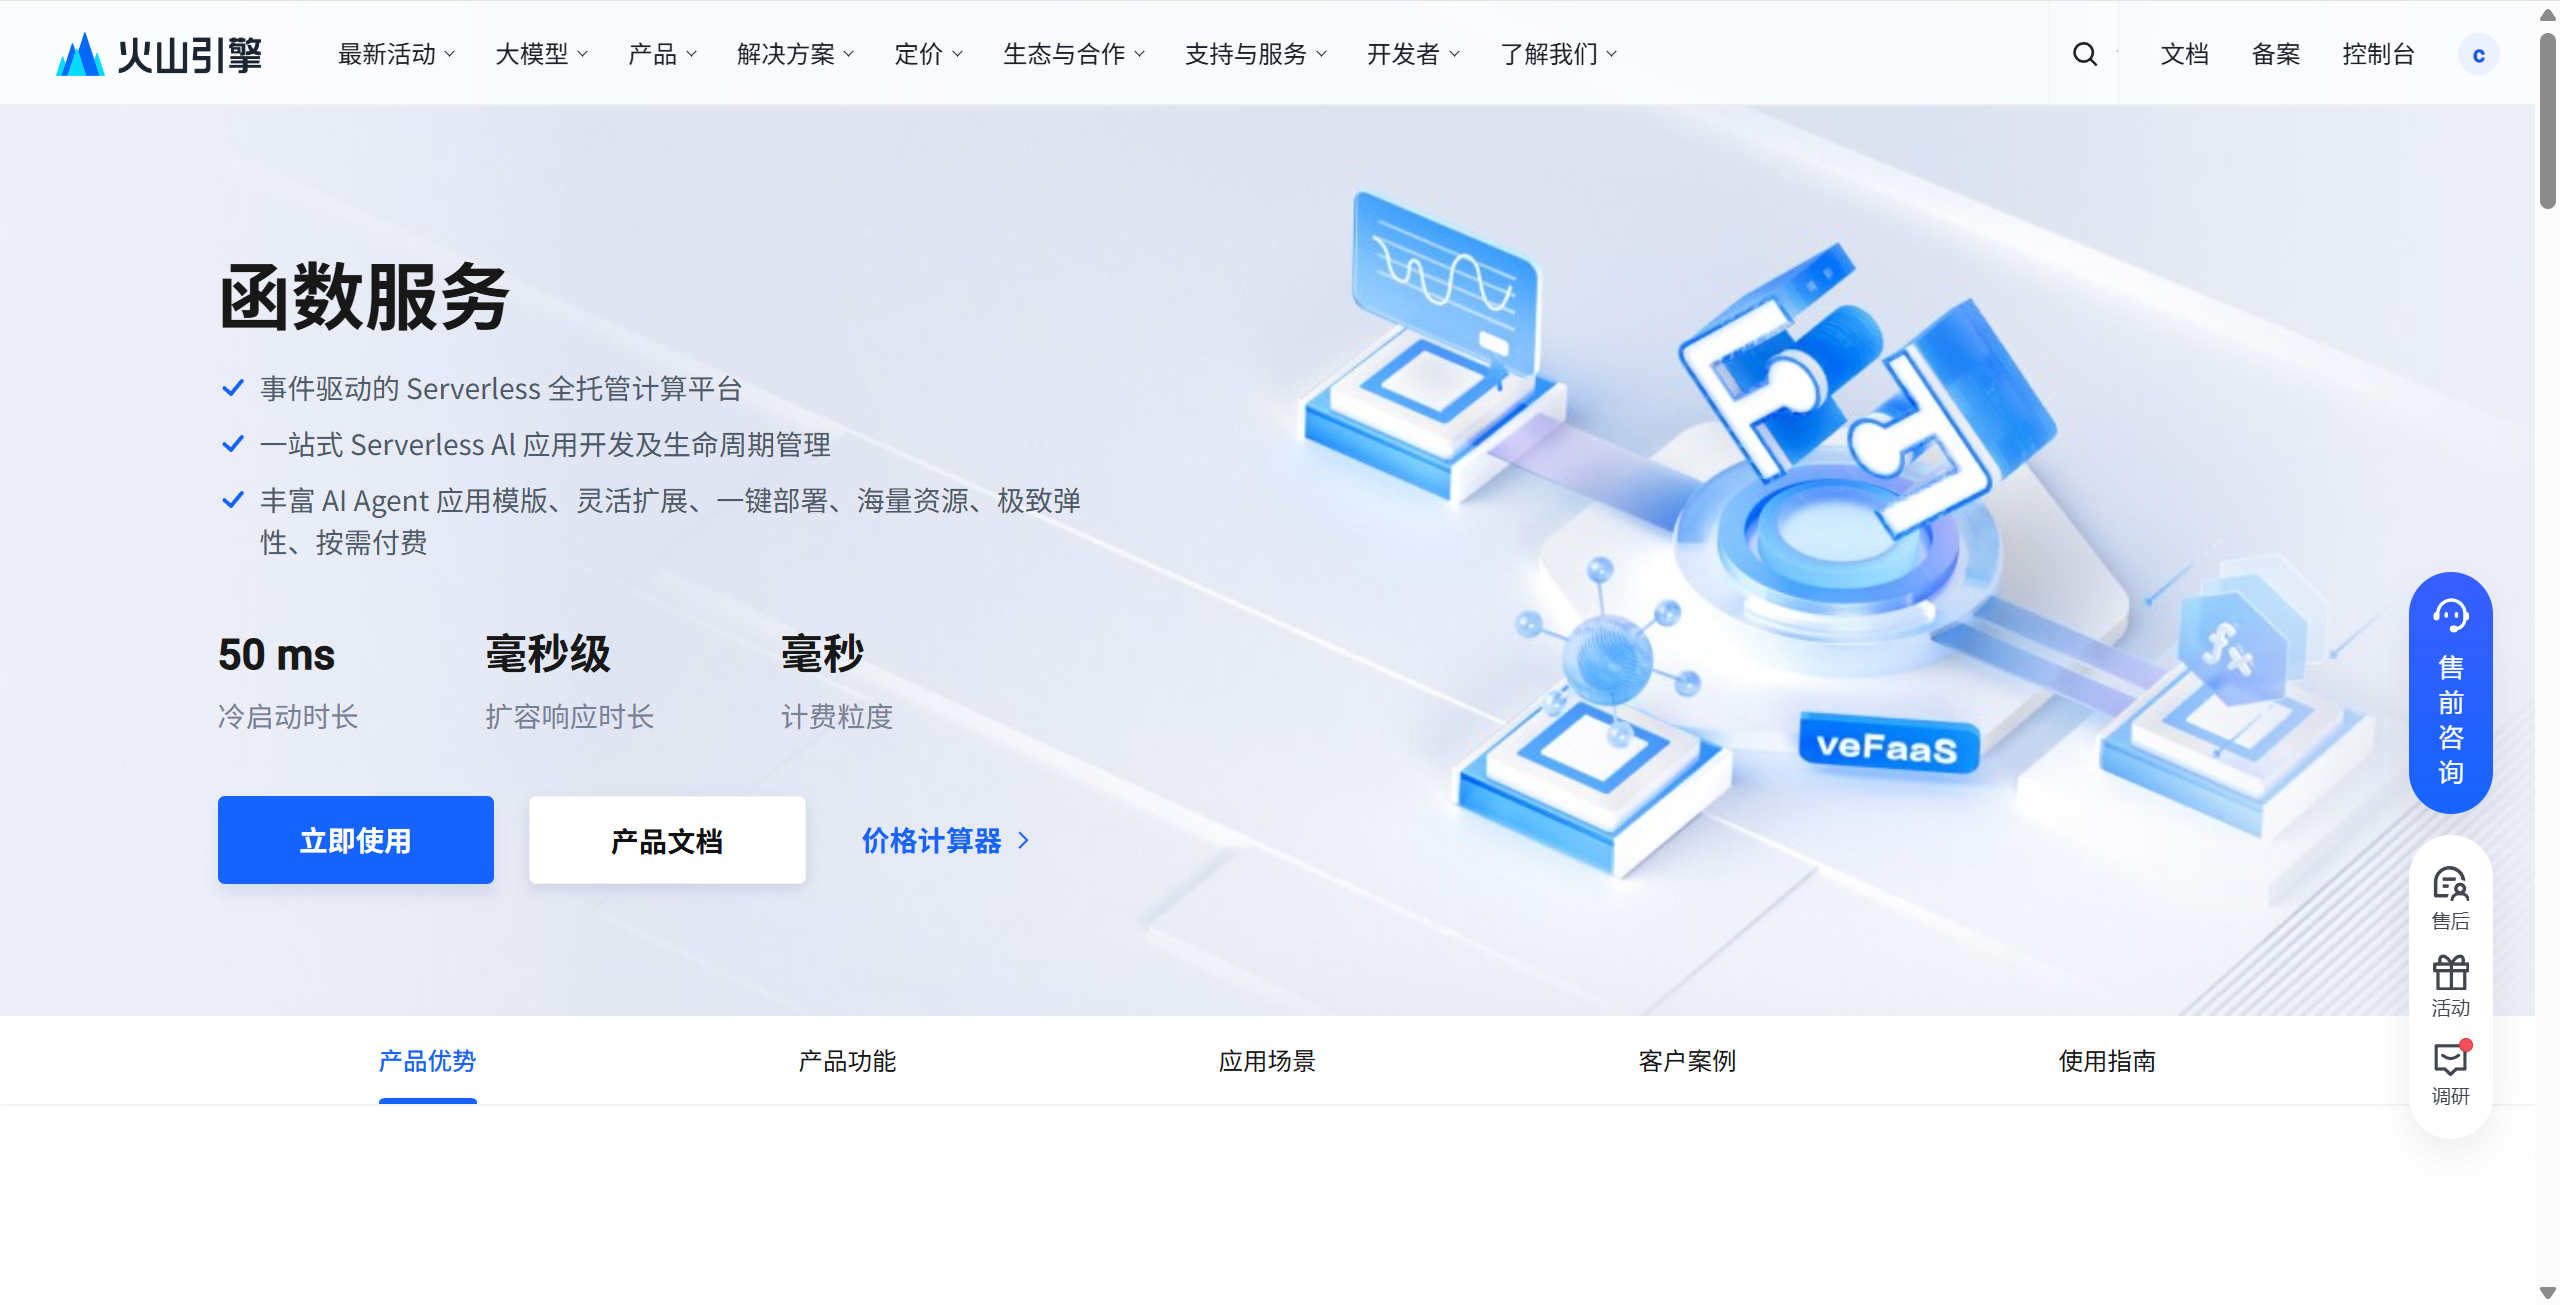 火山引擎
最新活动 大模型 产品 解决方案 定价 生态与合作 支持与服务 开发者 了解我们 文档 备案 控制台 c
函数服务
事件驱动的 Serverless 全托管计算平台
一站式 Serverless Al 应用开发及生命周期管理
丰富 AI Agent 应用模版、灵活扩展、一键部署、海量资源、极致弹
性、按需付费
50 ms 毫秒级 毫秒
冷启动时长 扩容响应时长 计费粒度
立即使用 产品文档 价格计算器
veFaaS
fx
售
前
咨
询
售后
活动
调研
产品优势 产品功能 应用场景 客户案例 使用指南